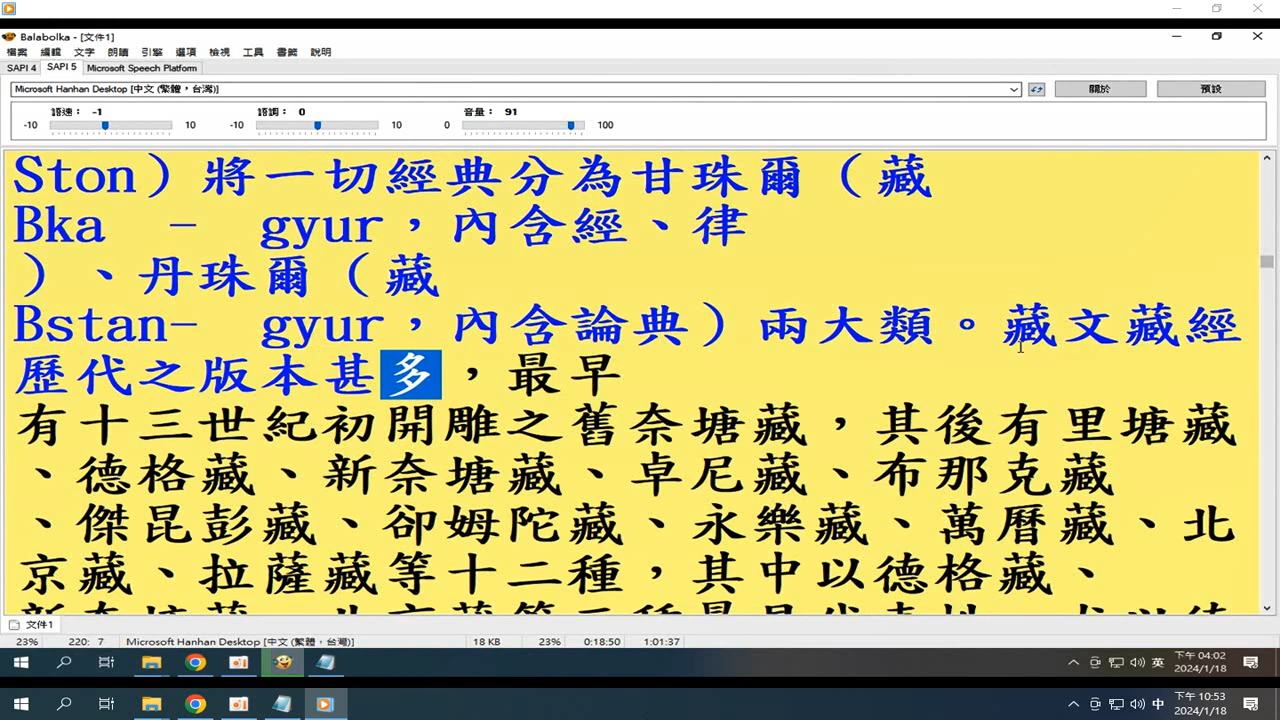 Balabolka - [文件1]
檔案 編輯 文字 朗讀 引擎 選項 檢視 工具 書籤 說明
SAPI 4 SAPI 5 Microsoft Speech Platform
Microsoft Hanhan Desktop [中文 (繁體，台灣)]
關於 預設
語速： -1 語調： 0 音量： 91
-10 10 -10 10 0 100
Ston）將一切經典分為甘珠爾（藏
Bka － gyur，內含經、律
）、丹珠爾（藏
Bstan- gyur，內含論典）兩大類。藏文藏經
歷代之版本甚多，最早
有十三世紀初開雕之舊奈塘藏，其後有里塘藏
、德格藏、新奈塘藏、卓尼藏、布那克藏
、傑昆彭藏、卻姆陀藏、永樂藏、萬曆藏、北
京藏、拉薩藏等十二種，其中以德格藏、
文件1
23% 220: 7 Microsoft Hanhan Desktop [中文 (繁體，台灣)] 18 KB 23% 0:18:50 1:01:37
英 下午 04:02
2024/1/18
中 下午 10:53
2024/1/18